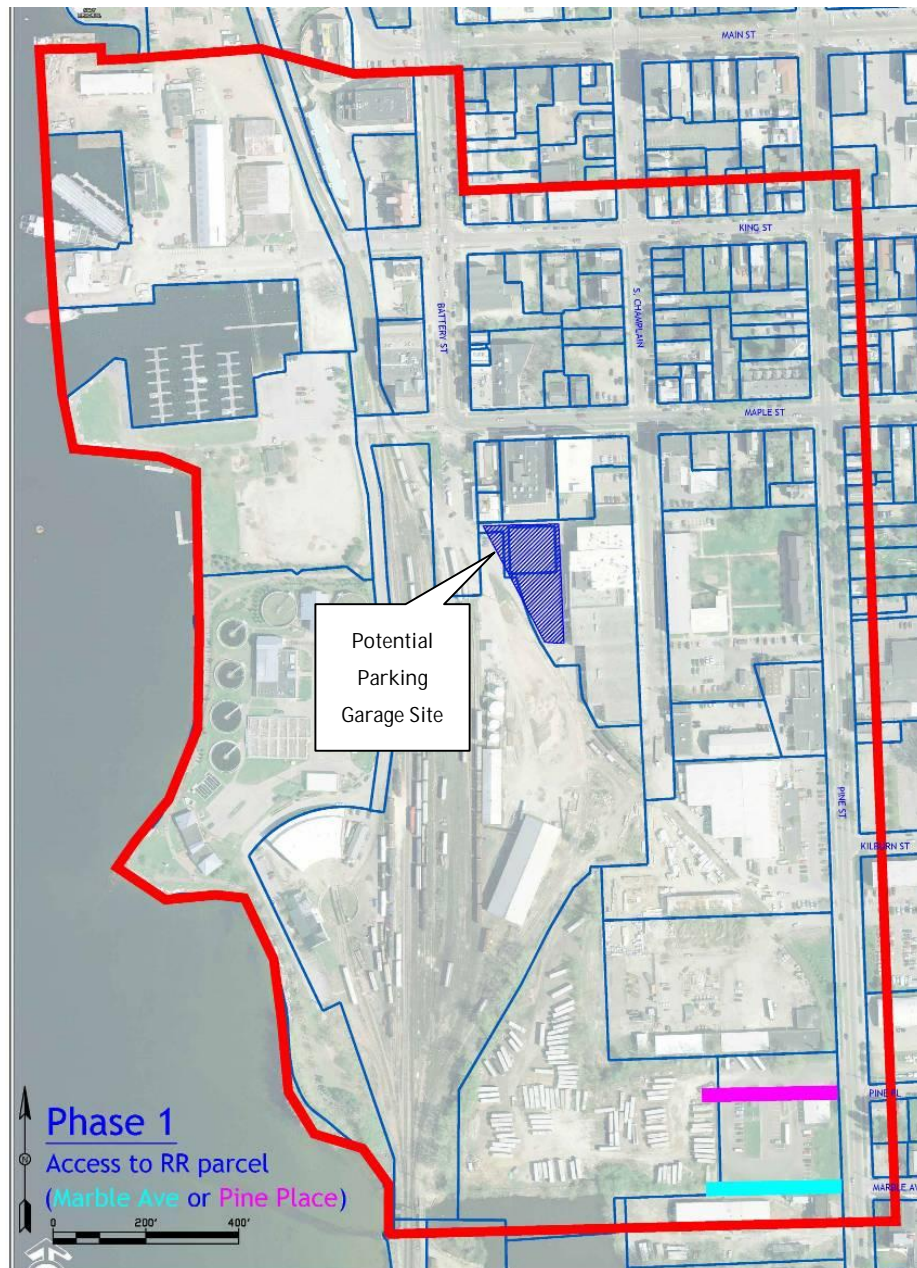 MAIN ST
KING ST
BATTERY ST
S. CHAMPLAIN
MAPLE ST
Potential
Parking
Garage Site
PINE ST
KILBURN ST
PINE PL
MARBLE AV
Phase 1
Access to RR parcel
(Marble Ave or Pine Place)
N
0 200' 400'